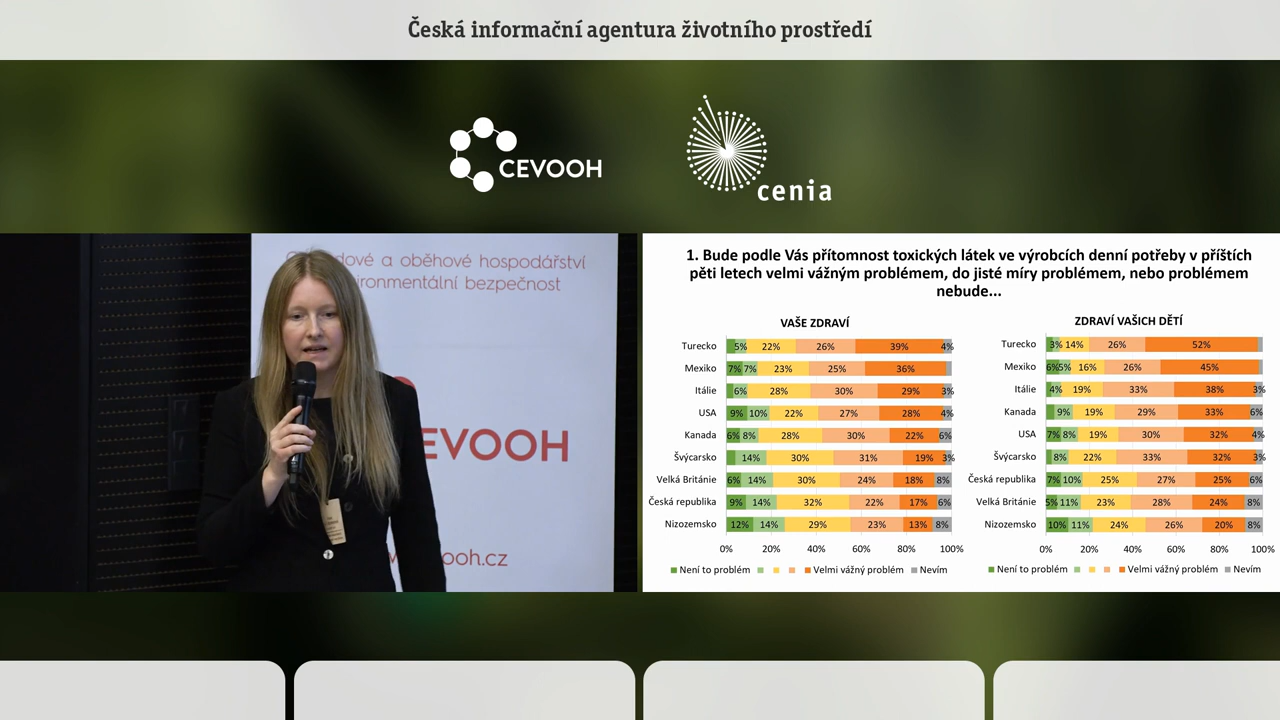 Česká informační agentura životního prostředí
CEVOOH
cenia
dové a oběhové hospodářství
ronmentální bezpečnost
EVOOH
ooh.cz
1. Bude podle Vás přítomnost toxických látek ve výrobcích denní potřeby v příštích
pěti letech velmi vážným problémem, do jisté míry problémem, nebo problémem
nebude...
VAŠE ZDRAVÍ
Turecko 5% 22% 26% 39% 4%
Mexiko 7% 7% 23% 25% 36%
Itálie 6% 28% 30% 29% 3%
USA 9% 10% 22% 27% 28% 4%
Kanada 6% 8% 28% 30% 22% 6%
Švýcarsko 14% 30% 31% 19% 3%
Velká Británie 6% 14% 30% 24% 18% 8%
Česká republika 9% 14% 32% 22% 17% 6%
Nizozemsko 12% 14% 29% 23% 13% 8%
0% 20% 40% 60% 80% 100%
Není to problém Velmi vážný problém Nevím
ZDRAVÍ VAŠICH DĚTÍ
Turecko 3% 14% 26% 52%
Mexiko 6% 5% 16% 26% 45%
Itálie 4% 19% 33% 38% 3%
Kanada 9% 19% 29% 33% 6%
USA 7% 8% 19% 30% 32% 4%
Švýcarsko 8% 22% 33% 32% 3%
Česká republika 7% 10% 25% 27% 25% 6%
Velká Británie 5% 11% 23% 28% 24% 8%
Nizozemsko 10% 11% 24% 26% 20% 8%
0% 20% 40% 60% 80% 100%
Není to problém Velmi vážný problém Nevím